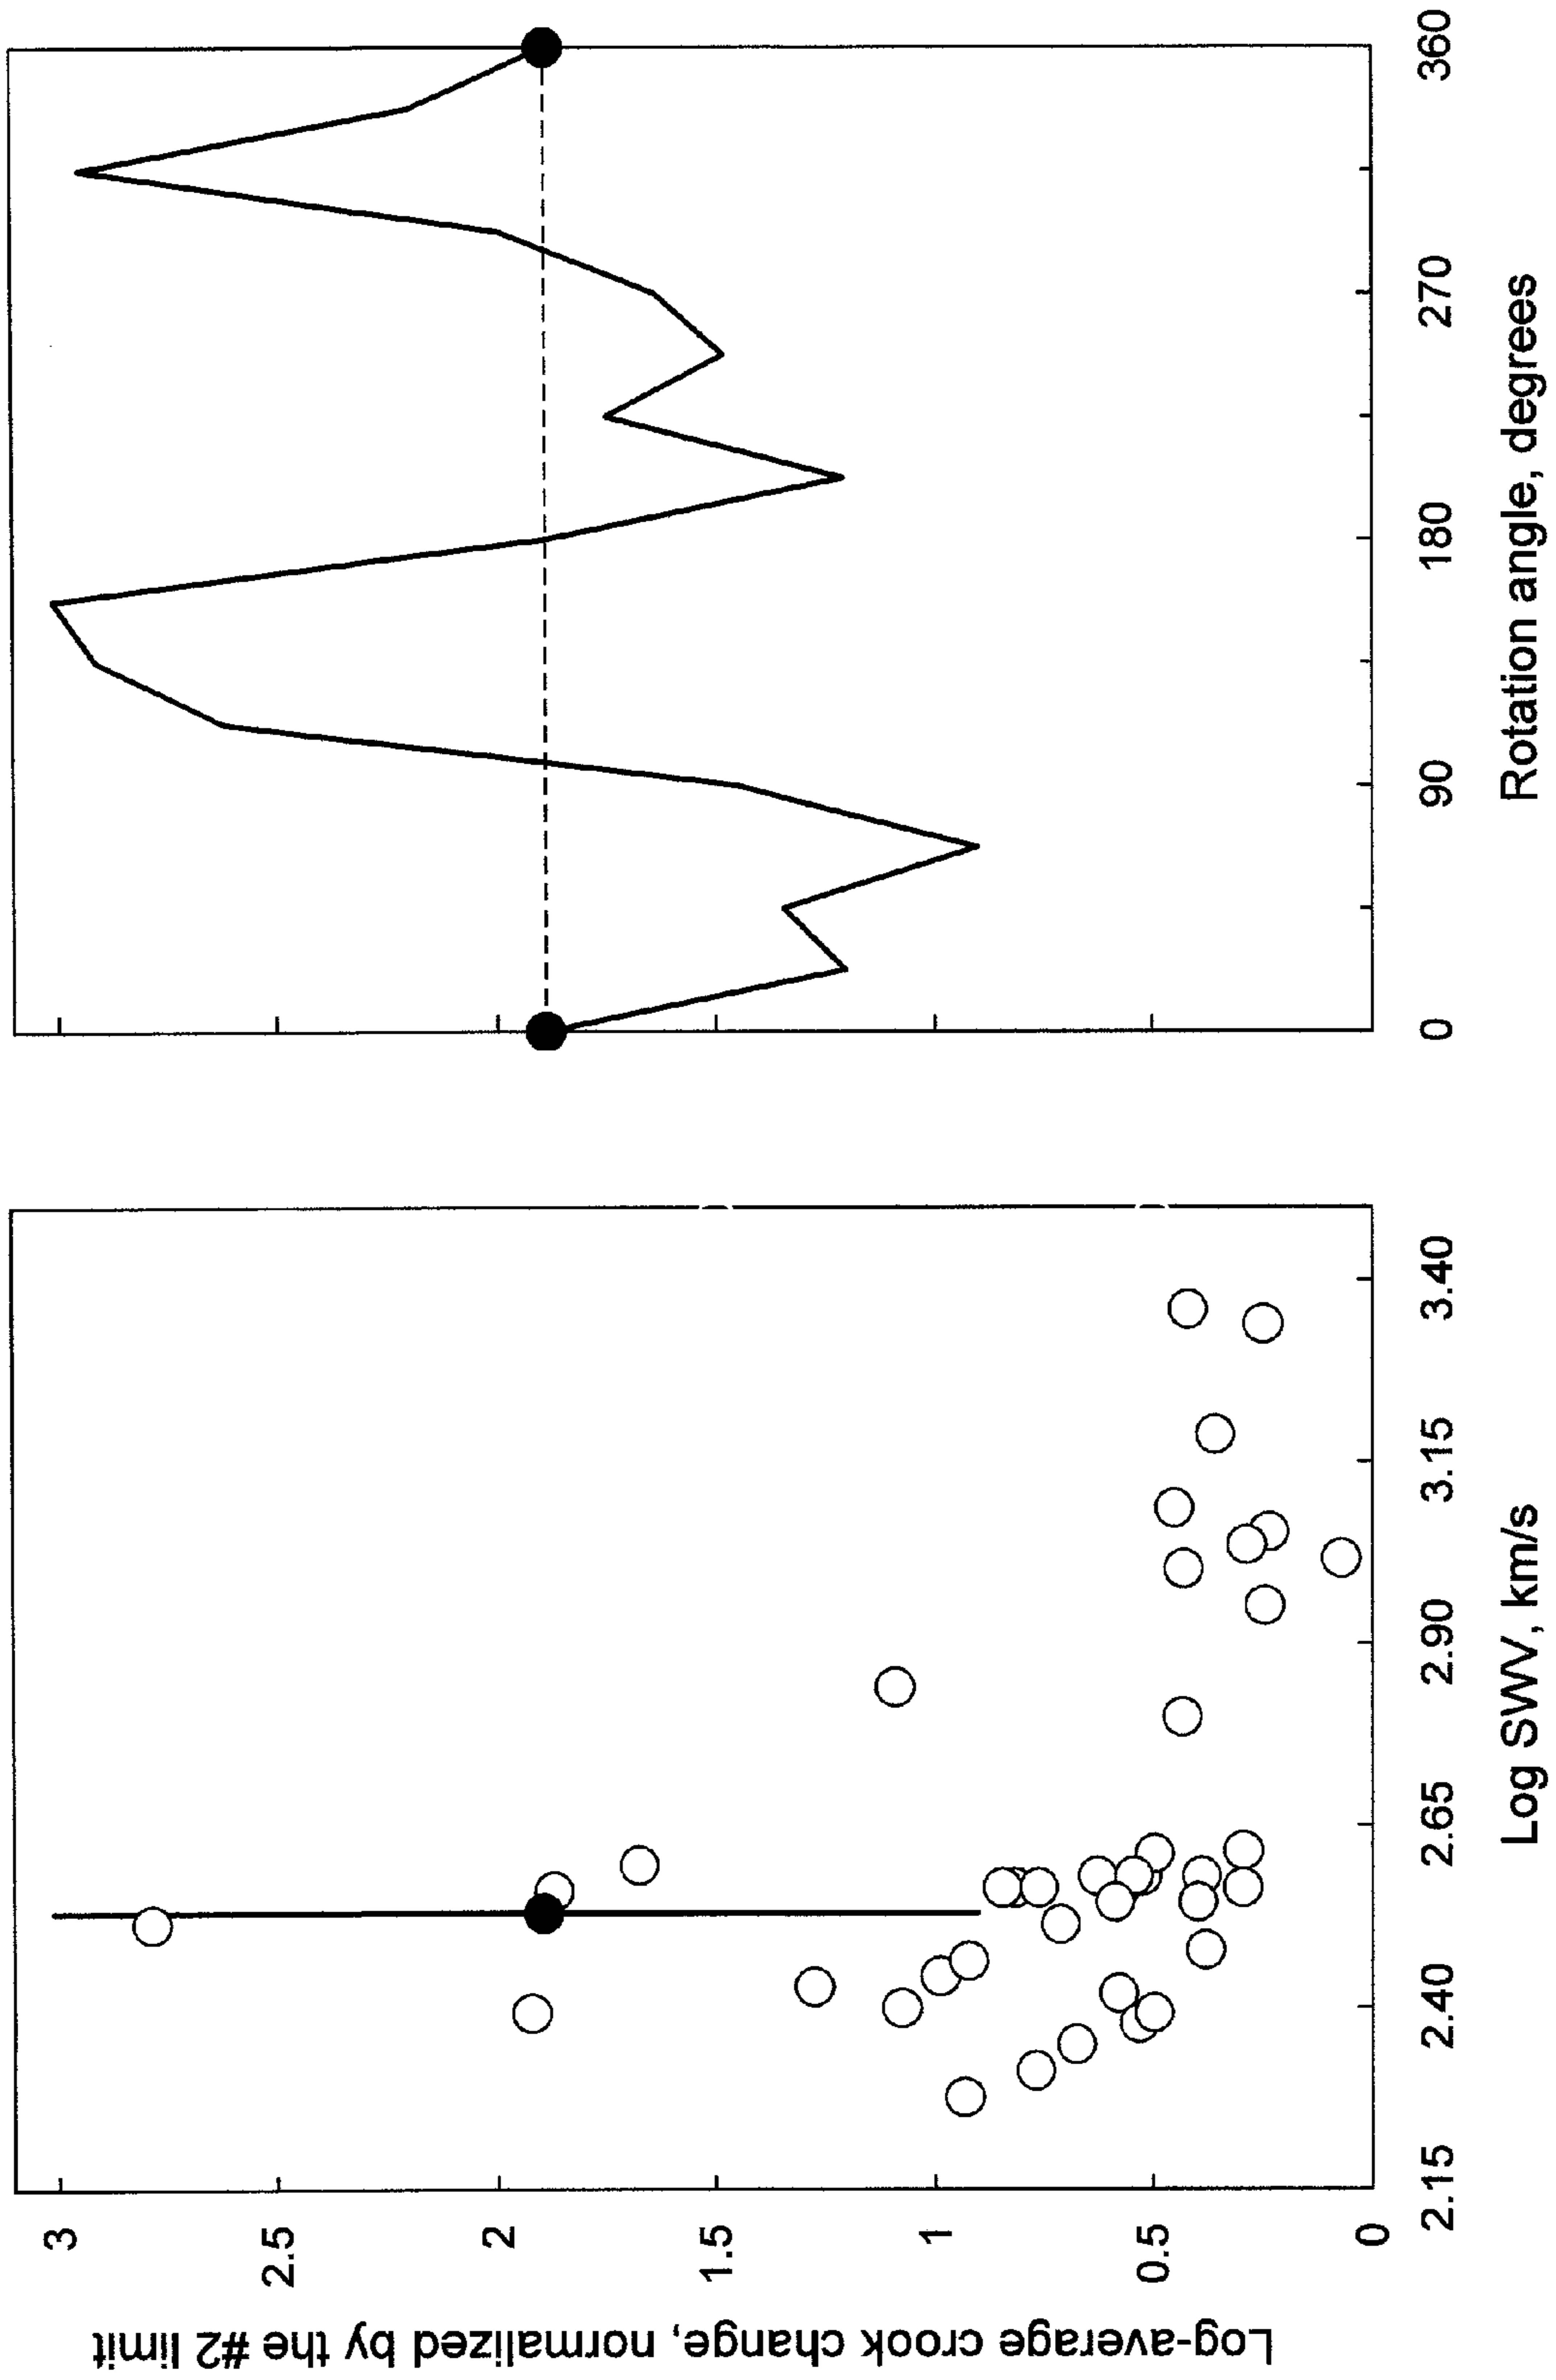 Log-average crook change, normalized by the #2 limit
3
2.5
2
1.5
1
0.5
0
2.15 2.40 2.65 2.90 3.15 3.40
Log SWV, km/s
0 90 180 270 360
Rotation angle, degrees